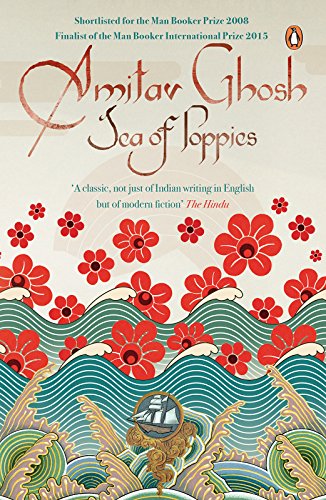 Shortlisted for the Man Booker Prize 2008
Finalist of the Man Booker International Prize 2015
Amitav Ghosh
Sea of Poppies
‘A classic, not just of Indian writing in English
but of modern fiction’ The Hindu